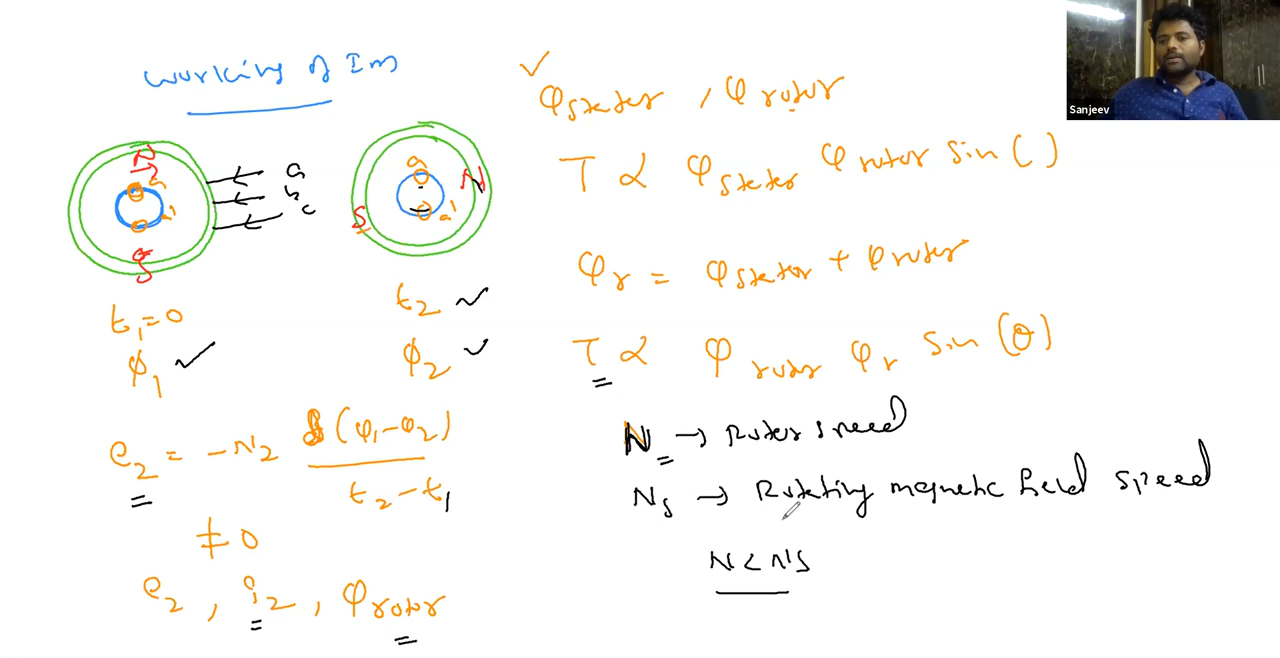 Working of Im
N
a
a'
S
a
b
c
a
N
S
a'
t₁=0
φ₁ ✓
t₂ ✓
φ₂ ✓
e₂ = -N₂ (φ₁-φ₂)
t₂-t₁
≠0
e₂, i₂, φrotor
✓
φstator, φrotor
T ∝ φstator φrotor sin( )
φr = φstator + φrotor
T ∝ φrotor φr sin(θ)
N → Rotor speed
Ns → Rotating magnetic field speed
N < Ns
Sanjeev